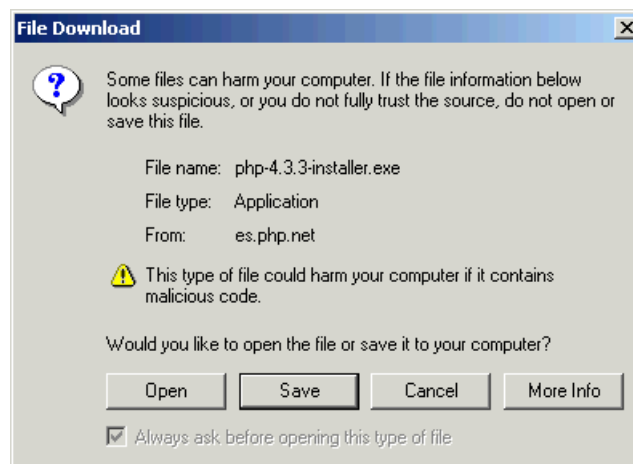 File Download
Some files can harm your computer. If the file information below
looks suspicious, or you do not fully trust the source, do not open or
save this file.
File name: php-4.3.3-installer.exe
File type: Application
From: es.php.net
This type of file could harm your computer if it contains
malicious code.
Would you like to open the file or save it to your computer?
Open Save Cancel More Info
Always ask before opening this type of file